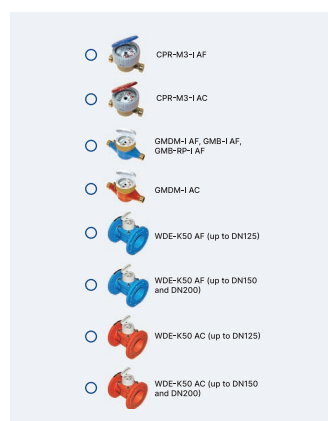 CPR-M3-I AF
CPR-M3-I AC
GMDM-I AF, GMB-I AF,
GMB-RP-I AF
GMDM-I AC
WDE-K50 AF (up to DN125)
WDE-K50 AF (up to DN150
and DN200)
WDE-K50 AC (up to DN125)
WDE-K50 AC (up to DN150
and DN200)